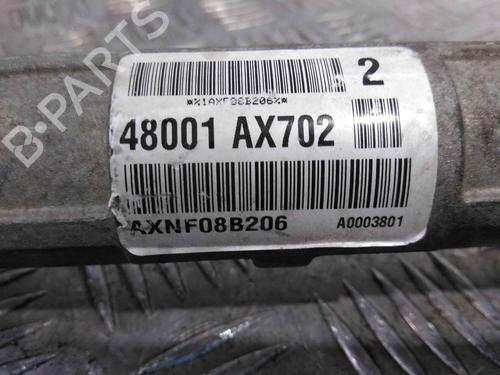 2
*%1AXF08B206%*
48001 AX702
AXNF08B206 A0003801
B-PARTS